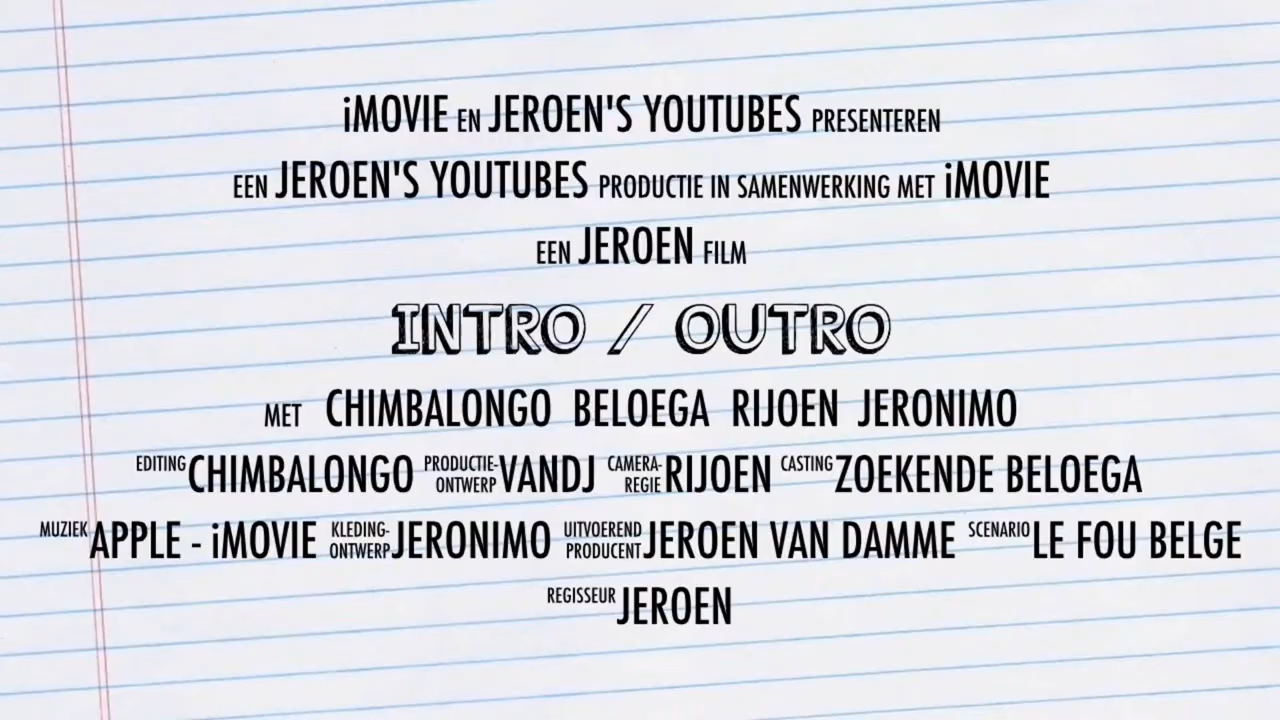 iMOVIE EN JEROEN'S YOUTUBES PRESENTEREN
EEN JEROEN'S YOUTUBES PRODUCTIE IN SAMENWERKING MET iMOVIE
EEN JEROEN FILM
INTRO / OUTRO
MET CHIMBALONGO BELOEGA RIJOEN JERONIMO
EDITING CHIMBALONGO PRODUCTIE-ONTWERP VANDJ CAMERA-REGIE RIJOEN CASTING ZOEKENDE BELOEGA
MUZIEK APPLE - iMOVIE KLEDING-ONTWERP JERONIMO UITVOEREND PRODUCENT JEROEN VAN DAMME SCENARIO LE FOU BELGE
REGISSEUR JEROEN